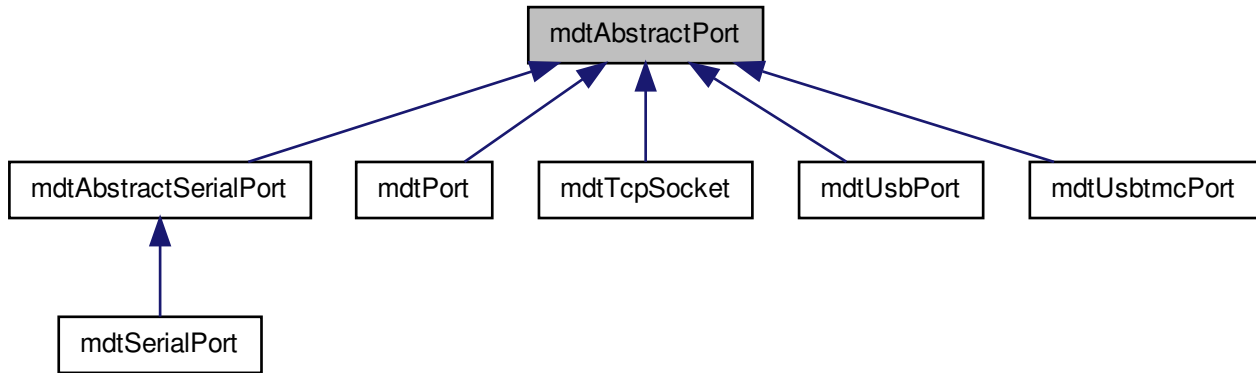 mdtAbstractPort
mdtAbstractSerialPort
mdtPort
mdtTcpSocket
mdtUsbPort
mdtUsbtmcPort
mdtSerialPort